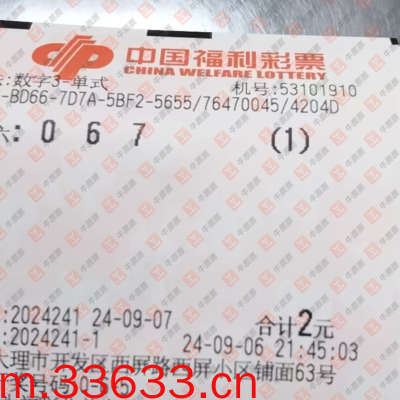 中国福利彩票
CHINA WELFARE LOTTERY
:数字3-单式 机号:53101910
-BD66-7D7A-5BF2-5655/76470045/4204D
: 0 6 7 (1)
:2024241 24-09-07 合计2元
:2024241-1 24-09-06 21:45:03
大理市开发区西屏路西屏小区铺面63号
m.33633.cn